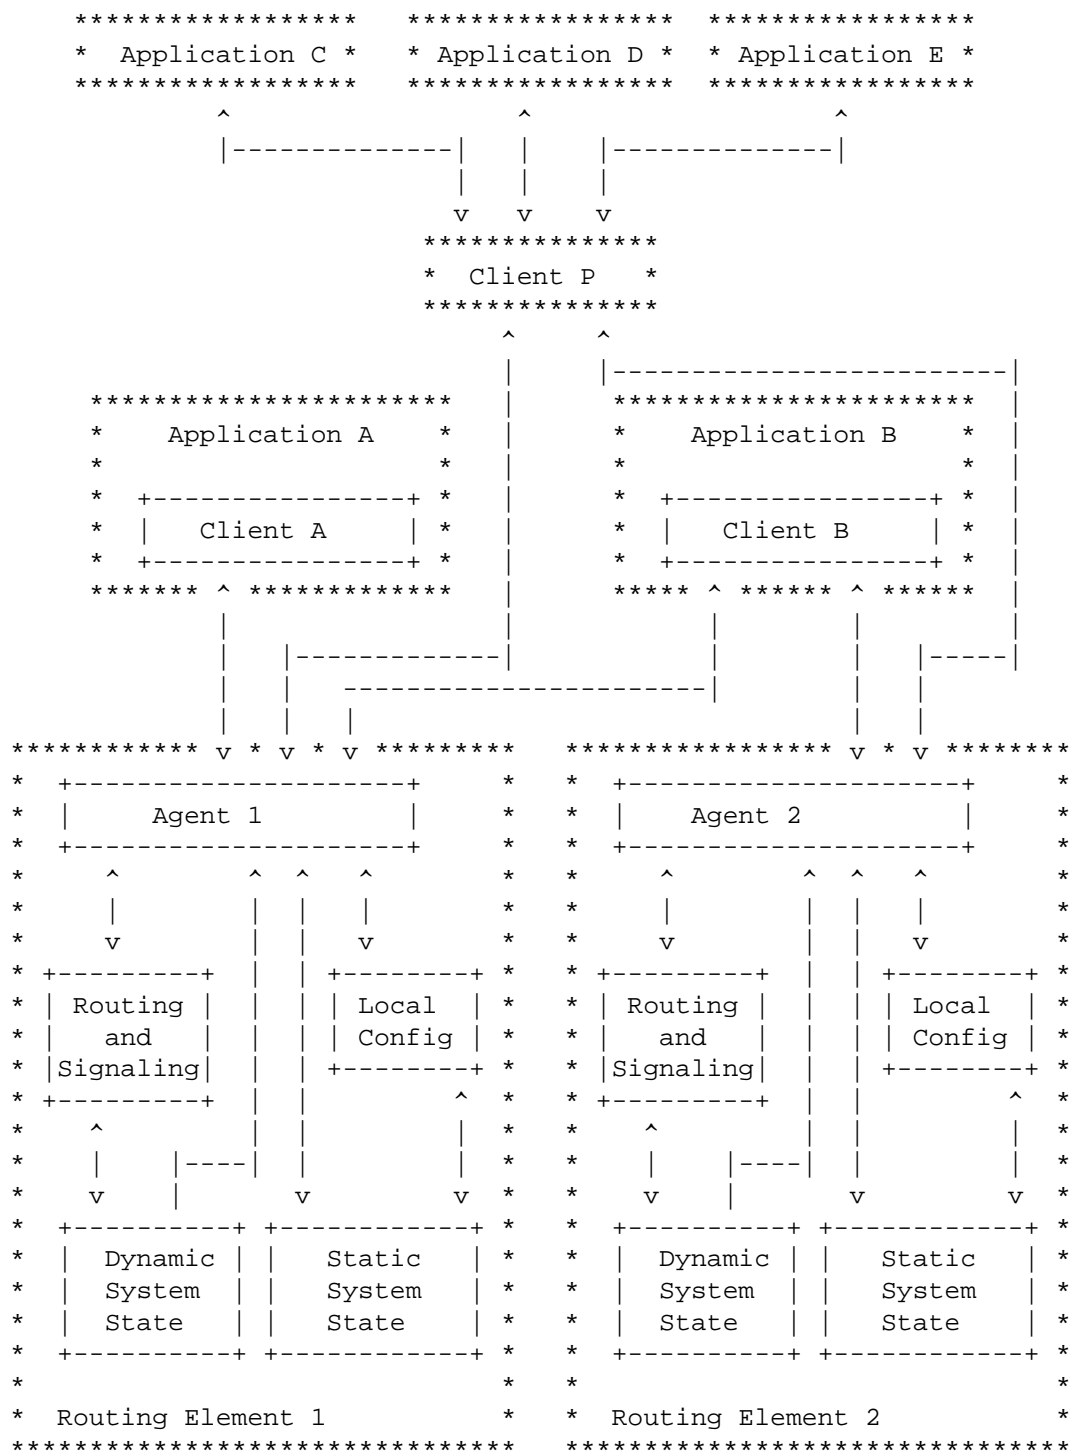 Application C Application D Application E
Client P
Application A Application B
Client A Client B
Agent 1 Agent 2
Routing Local Routing Local
and Config and Config
Signaling Signaling
Dynamic Static Dynamic Static
System System System System
State State State State
Routing Element 1 Routing Element 2